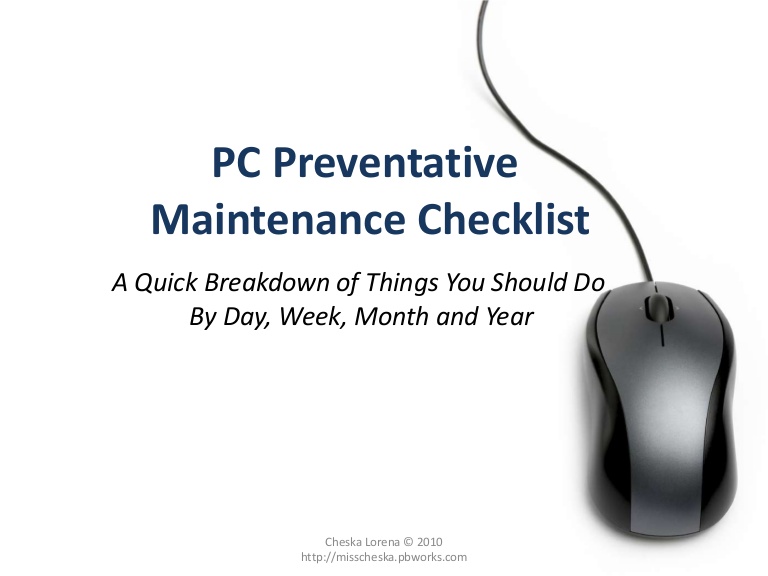 PC Preventative
Maintenance Checklist
A Quick Breakdown of Things You Should Do
By Day, Week, Month and Year
Cheska Lorena © 2010
http://misscheska.pbworks.com